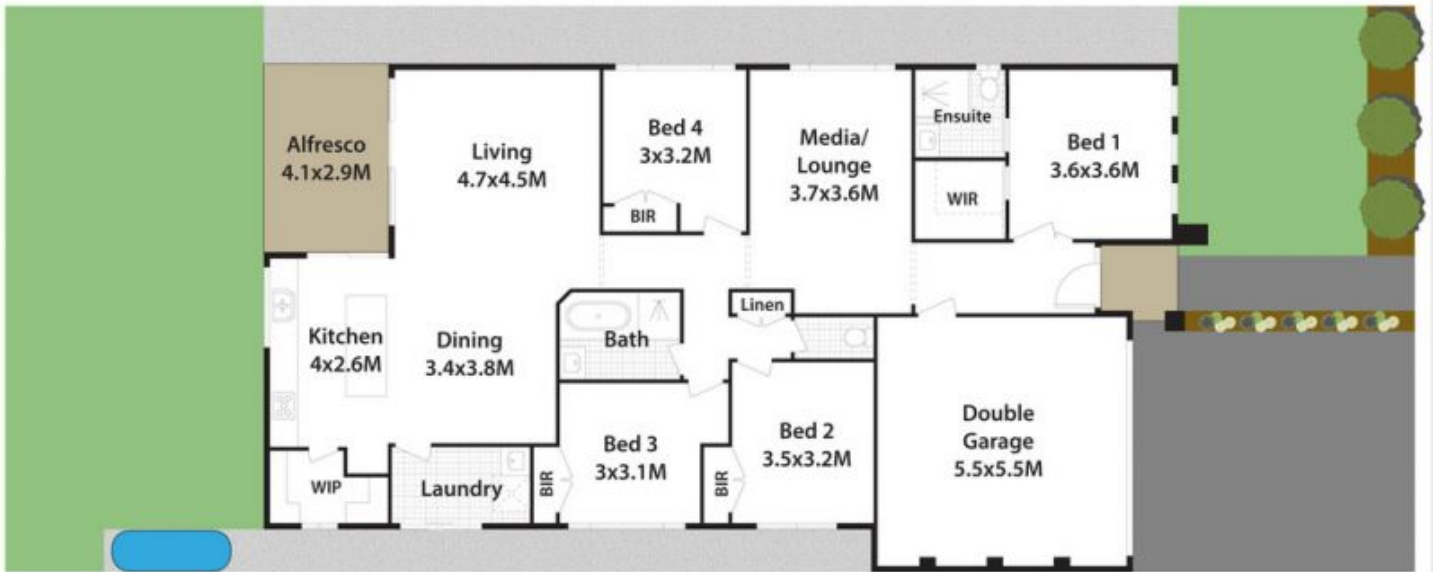 Alfresco
4.1x2.9M
Living
4.7x4.5M
Bed 4
3x3.2M
BIR
Media/
Lounge
3.7x3.6M
Ensuite
WIR
Bed 1
3.6x3.6M
Kitchen
4x2.6M
Dining
3.4x3.8M
Bath
Linen
Double
Garage
5.5x5.5M
WIP
Laundry
BIR
Bed 3
3x3.1M
BIR
Bed 2
3.5x3.2M